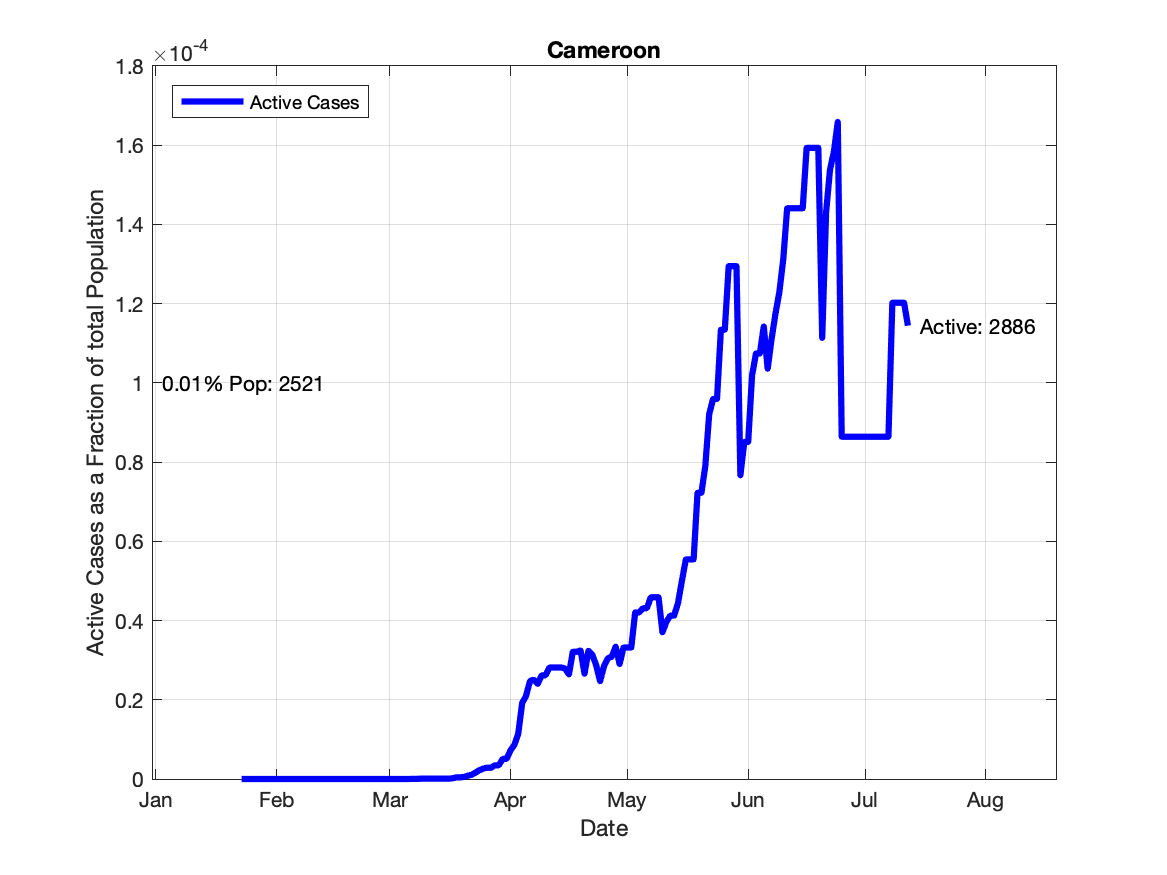 ×10-4
Cameroon
1.8
Active Cases
1.6
1.4
1.2
Active: 2886
1
0.01% Pop: 2521
0.8
0.6
0.4
0.2
0
Active Cases as a Fraction of total Population
Jan Feb Mar Apr May Jun Jul Aug
Date